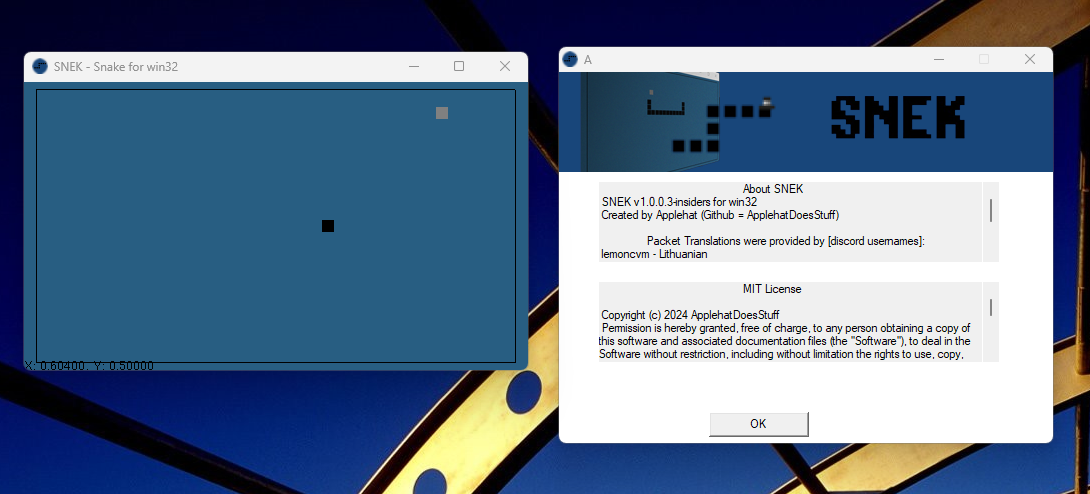 SNEK - Snake for win32
X: 0.60400, Y: 0.50000
A
SNEK
About SNEK
SNEK v1.0.0.3-insiders for win32
Created by Applehat (Github = ApplehatDoesStuff)
Packet Translations were provided by [discord usernames]:
lemoncvm - Lithuanian
MIT License
Copyright (c) 2024 ApplehatDoesStuff
Permission is hereby granted, free of charge, to any person obtaining a copy of
this software and associated documentation files (the "Software"), to deal in the
Software without restriction, including without limitation the rights to use, copy,
OK